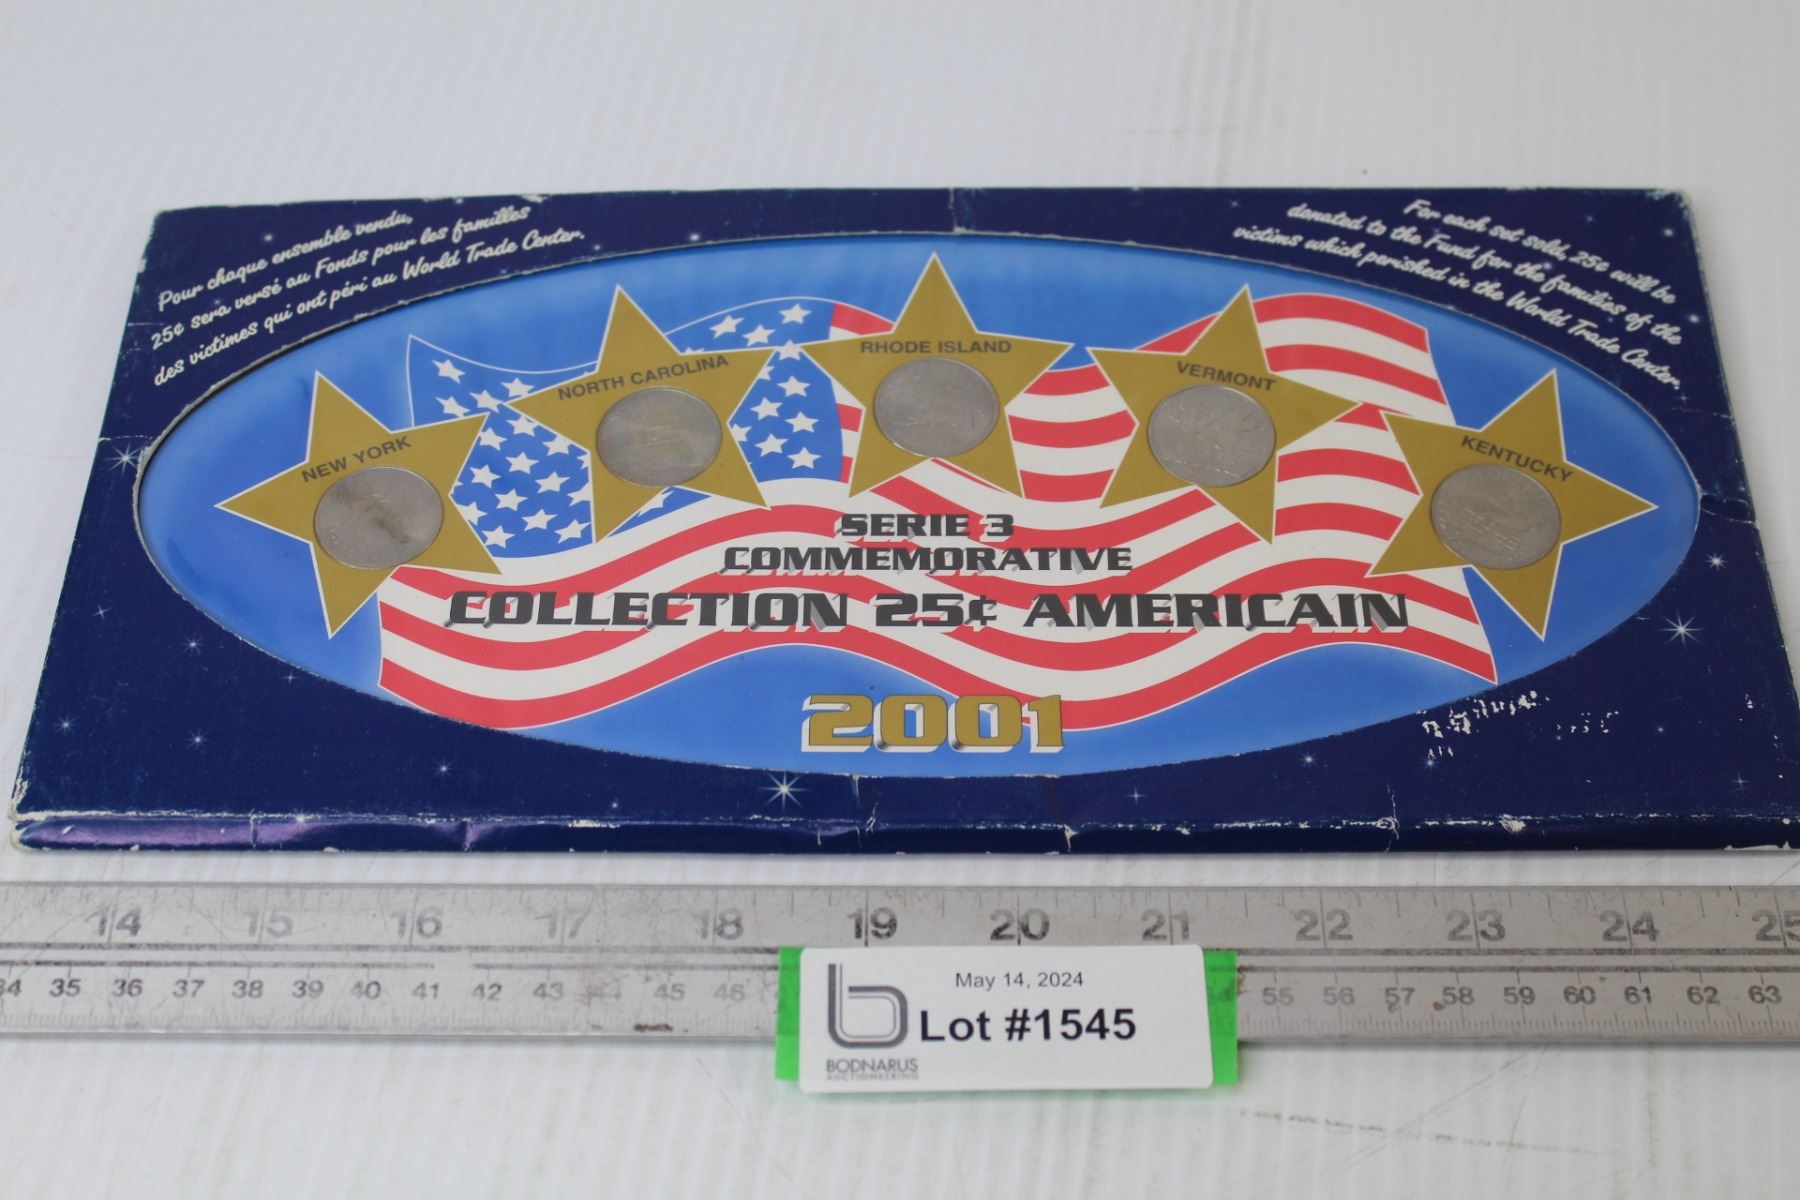 Pour chaque ensemble vendu,
25¢ sera versé au Fonds pour les familles
des victimes qui ont péri au World Trade Center.
For each set sold, 25¢ will be
donated to the Fund for the families of the
victims which perished in the World Trade Center.
NEW YORK
NORTH CAROLINA
RHODE ISLAND
VERMONT
KENTUCKY
SERIE 3
COMMEMORATIVE
COLLECTION 25¢ AMERICAIN
2001
14 15 16 17 18 19 20 21 22 23 24 25
34 35 36 37 38 39 40 41 42 43 44 45 46 55 56 57 58 59 60 61 62 63
May 14, 2024
Lot #1545
BODNARUS
AUCTIONEERING